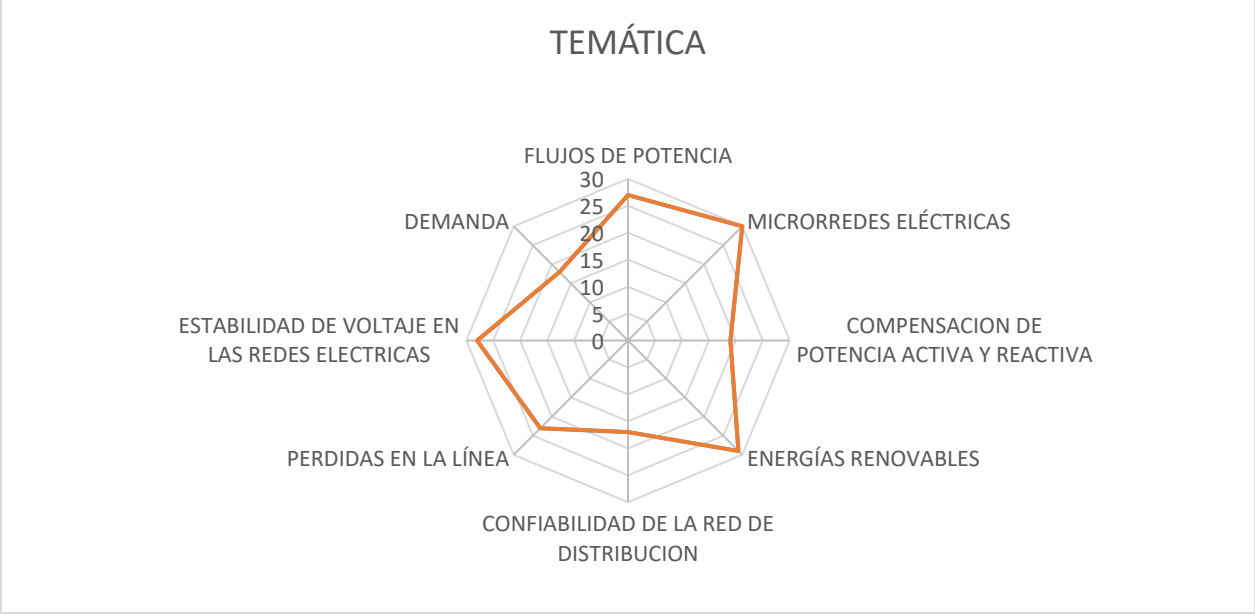 TEMÁTICA
FLUJOS DE POTENCIA
30
25
20
15
10
5
0
MICRORREDES ELÉCTRICAS
COMPENSACION DE
POTENCIA ACTIVA Y REACTIVA
ENERGÍAS RENOVABLES
CONFIABILIDAD DE LA RED DE
DISTRIBUCION
PERDIDAS EN LA LÍNEA
ESTABILIDAD DE VOLTAJE EN
LAS REDES ELECTRICAS
DEMANDA